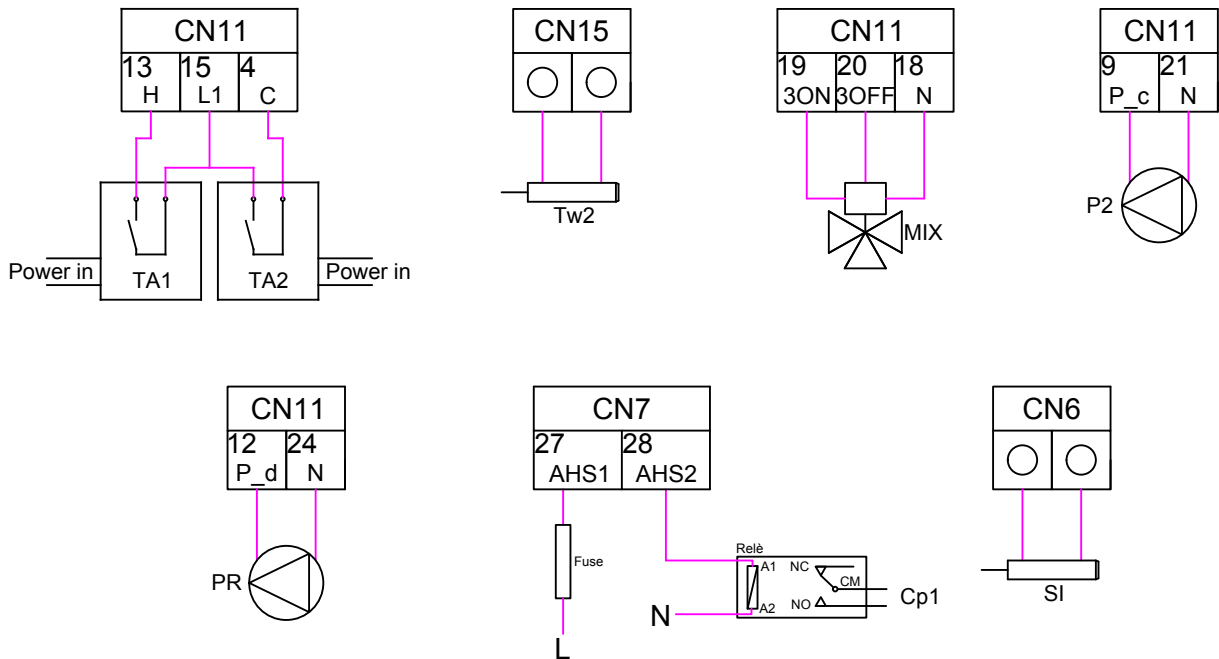 CN11
13 15 4
H L1 C
TA1 TA2
Power in Power in
CN15
Tw2
CN11
19 20 18
3ON 3OFF N
MIX
CN11
9 21
P_c N
P2
CN11
12 24
P_d N
PR
CN7
27 28
AHS1 AHS2
Fuse
L
Relè
A1 NC
CM
A2 NO
N
Cp1
CN6
SI